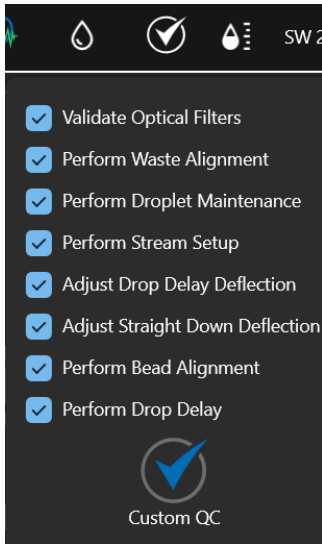 SW 2
Validate Optical Filters
Perform Waste Alignment
Perform Droplet Maintenance
Perform Stream Setup
Adjust Drop Delay Deflection
Adjust Straight Down Deflection
Perform Bead Alignment
Perform Drop Delay
Custom QC